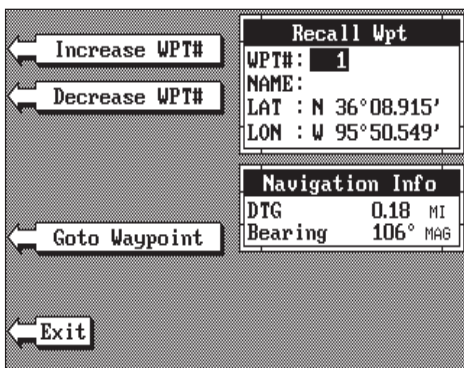 Increase WPT#
Decrease WPT#
Goto Waypoint
Exit
Recall Wpt
WPT#: 1
NAME:
LAT : N 36°08.915'
LON : W 95°50.549'
Navigation Info
DTG 0.18 MI
Bearing 106° MAG